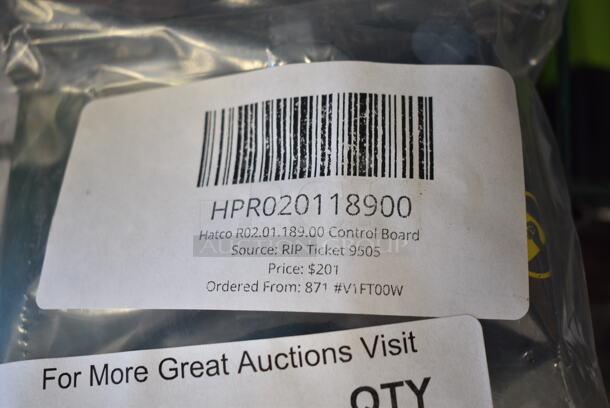 HPR020118900
Hatco R02.01.189.00 Control Board
Source: RIP Ticket 9505
Price: $201
Ordered From: 871 #V1FT00W
For More Great Auctions Visit
QTY